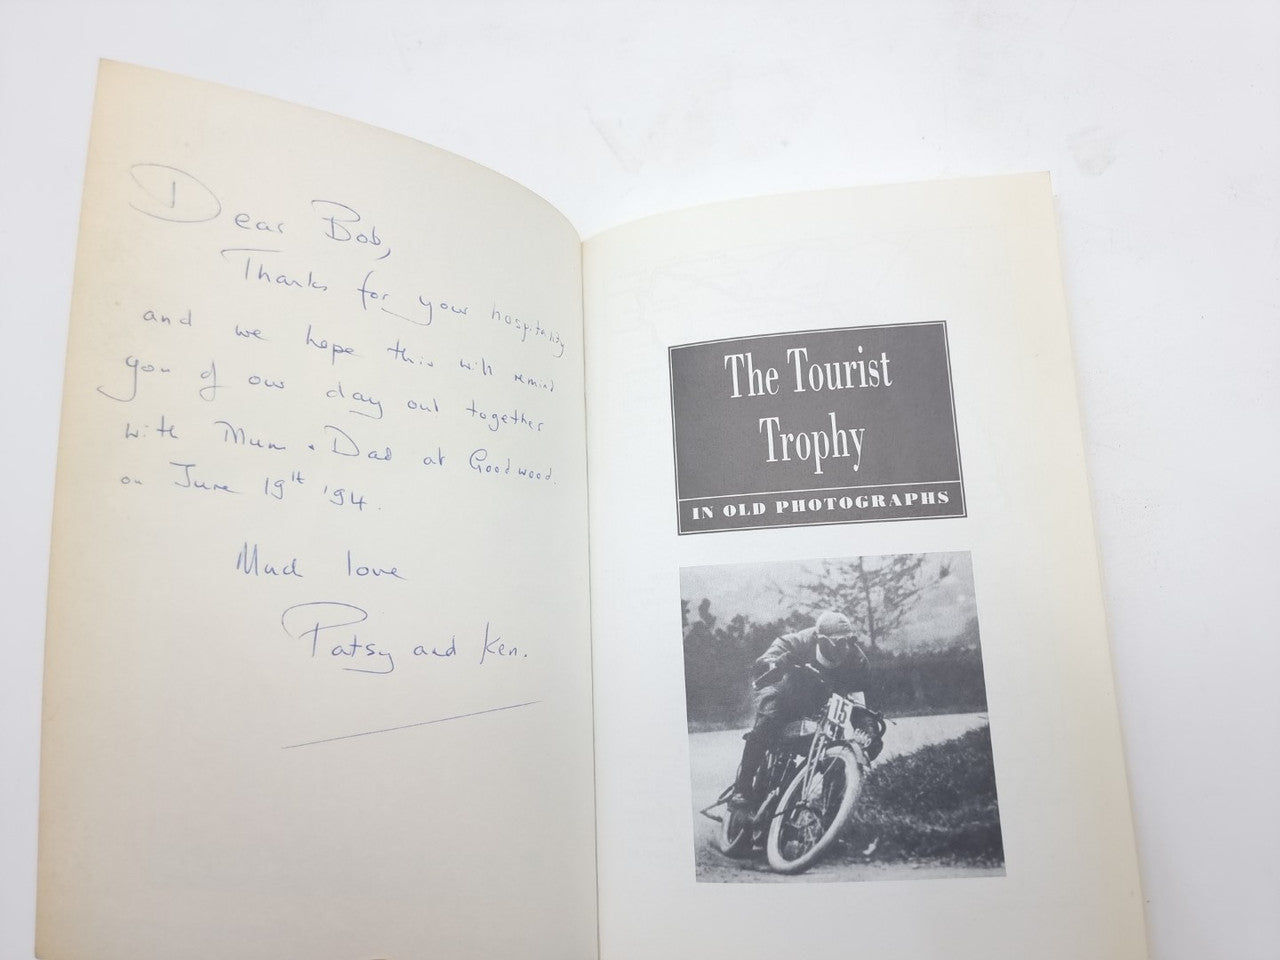 Dear Bob,
Thanks for your hospitality
and we hope this will remind
you of our day out together
with Mum + Dad at Goodwood.
on June 19th '94.
Much love
Patsy and Ken.
The Tourist
Trophy
IN OLD PHOTOGRAPHS
15